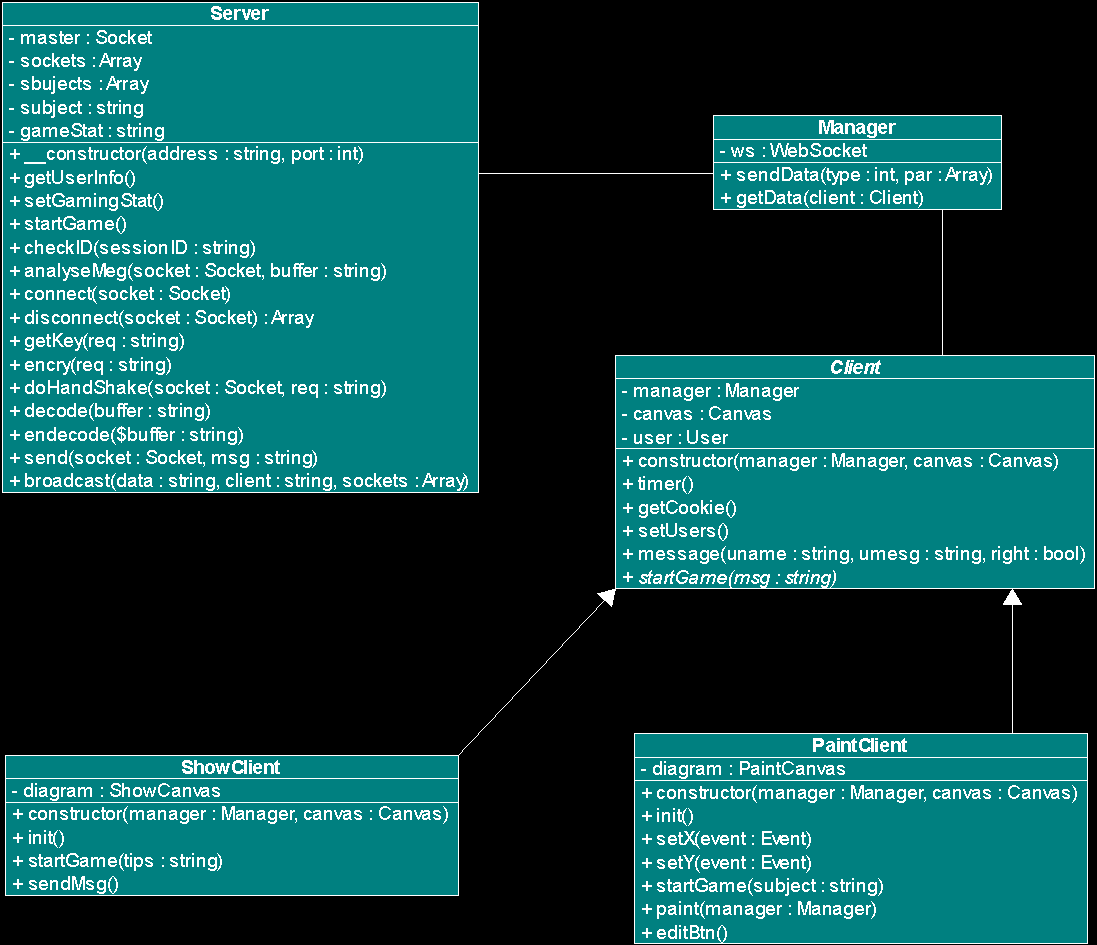 Server
- master : Socket
- sockets : Array
- sbujects : Array
- subject : string
- gameStat : string
+ __constructor(address : string, port : int)
+ getUserInfo()
+ setGamingStat()
+ startGame()
+ checkID(sessionID : string)
+ analyseMeg(socket : Socket, buffer : string)
+ connect(socket : Socket)
+ disconnect(socket : Socket) : Array
+ getKey(req : string)
+ encry(req : string)
+ doHandShake(socket : Socket, req : string)
+ decode(buffer : string)
+ endecode($buffer : string)
+ send(socket : Socket, msg : string)
+ broadcast(data : string, client : string, sockets : Array)
Manager
- ws : WebSocket
+ sendData(type : int, par : Array)
+ getData(client : Client)
Client
- manager : Manager
- canvas : Canvas
- user : User
+ constructor(manager : Manager, canvas : Canvas)
+ timer()
+ getCookie()
+ setUsers()
+ message(uname : string, umesg : string, right : bool)
+ startGame(msg : string)
ShowClient
- diagram : ShowCanvas
+ constructor(manager : Manager, canvas : Canvas)
+ init()
+ startGame(tips : string)
+ sendMsg()
PaintClient
- diagram : PaintCanvas
+ constructor(manager : Manager, canvas : Canvas)
+ init()
+ setX(event : Event)
+ setY(event : Event)
+ startGame(subject : string)
+ paint(manager : Manager)
+ editBtn()